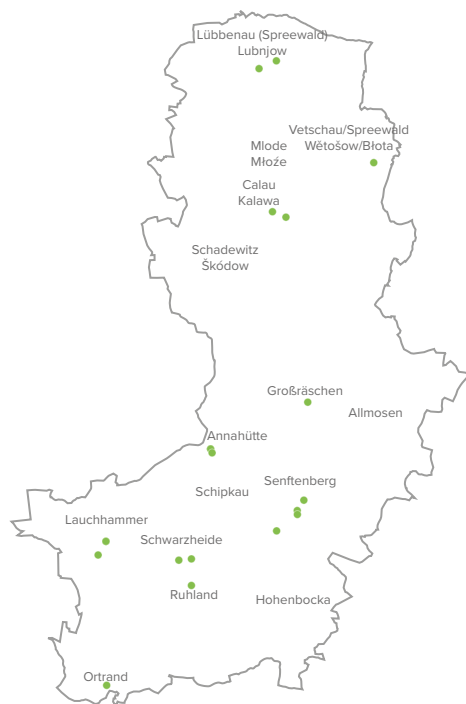 Lübbenau (Spreewald)
Lubnjow
Vetschau/Spreewald
Wětošow/Błota
Mlode
Młoźe
Calau
Kalawa
Schadewitz
Škódow
Großräschen
Allmosen
Annahütte
Senftenberg
Schipkau
Lauchhammer
Schwarzheide
Ruhland
Hohenbocka
Ortrand